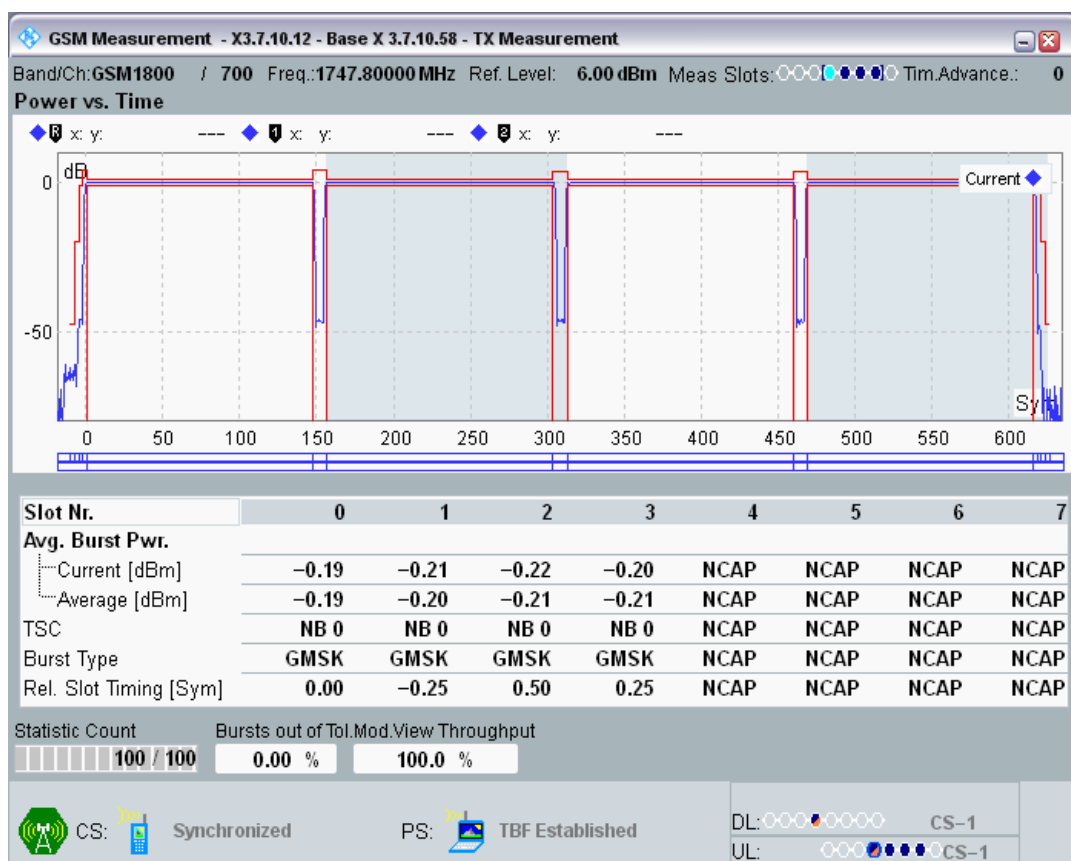 GSM Measurement - X3.7.10.12 - Base X 3.7.10.58 - TX Measurement
Band/Ch:GSM1800 / 700 Freq.:1747.80000 MHz Ref. Level: 6.00 dBm Meas Slots: Tim.Advance.: 0
Power vs. Time
R x: y: --- 1 x: y: --- 2 x: y: ---
dB
0
Current
-50
Sy
0 50 100 150 200 250 300 350 400 450 500 550 600
Slot Nr. 0 1 2 3 4 5 6 7
Avg. Burst Pwr.
Current [dBm] −0.19 −0.21 −0.22 −0.20 NCAP NCAP NCAP NCAP
Average [dBm] −0.19 −0.20 −0.21 −0.21 NCAP NCAP NCAP NCAP
TSC NB 0 NB 0 NB 0 NB 0 NCAP NCAP NCAP NCAP
Burst Type GMSK GMSK GMSK GMSK NCAP NCAP NCAP NCAP
Rel. Slot Timing [Sym] 0.00 −0.25 0.50 0.25 NCAP NCAP NCAP NCAP
Statistic Count Bursts out of Tol. Mod.View Throughput
100 / 100 0.00 % 100.0 %
CS: Synchronized PS: TBF Established DL: CS−1
UL: CS−1